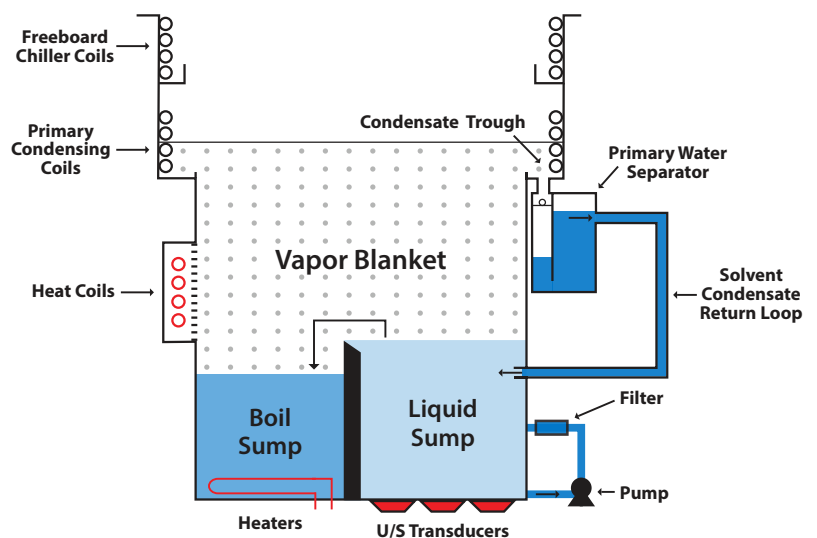 Freeboard
Chiller Coils
Primary
Condensing
Coils
Condensate Trough
Primary Water
Separator
Vapor Blanket
Heat Coils
Solvent
Condensate
Return Loop
Boil
Sump
Liquid
Sump
Filter
Pump
Heaters
U/S Transducers